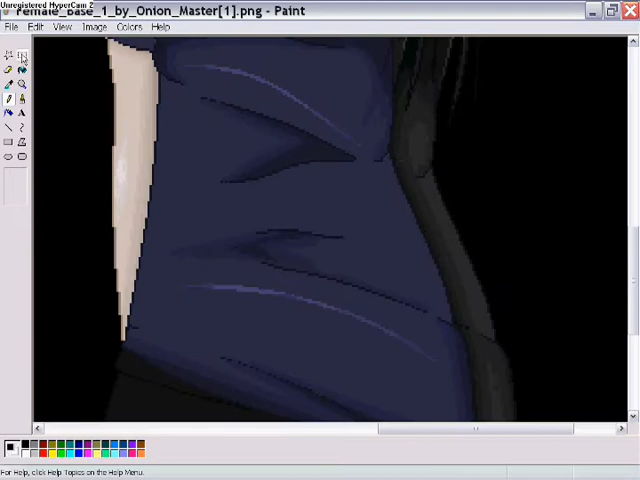 Unregistered HyperCam 2
Female_Base_1_by_Onion_Master[1].png - Paint
File Edit View Image Colors Help
A
For Help, click Help Topics on the Help Menu.